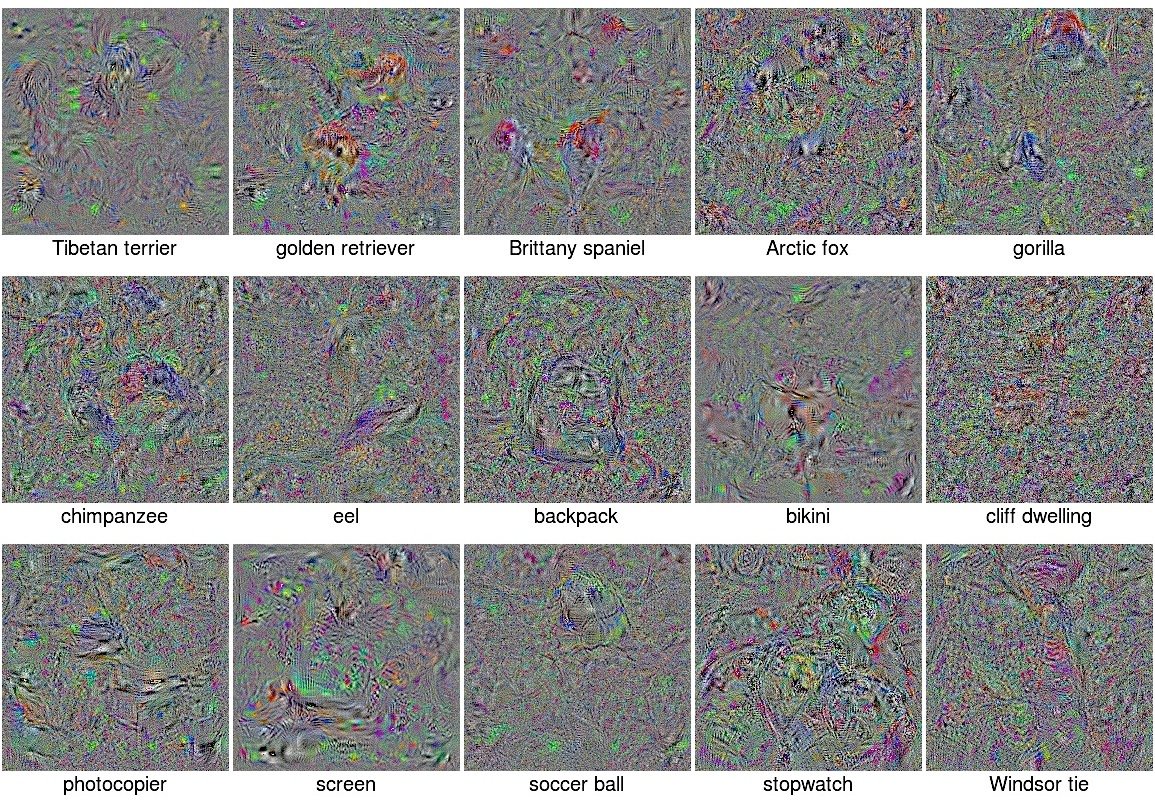 Tibetan terrier
golden retriever
Brittany spaniel
Arctic fox
gorilla
chimpanzee
eel
backpack
bikini
cliff dwelling
photocopier
screen
soccer ball
stopwatch
Windsor tie